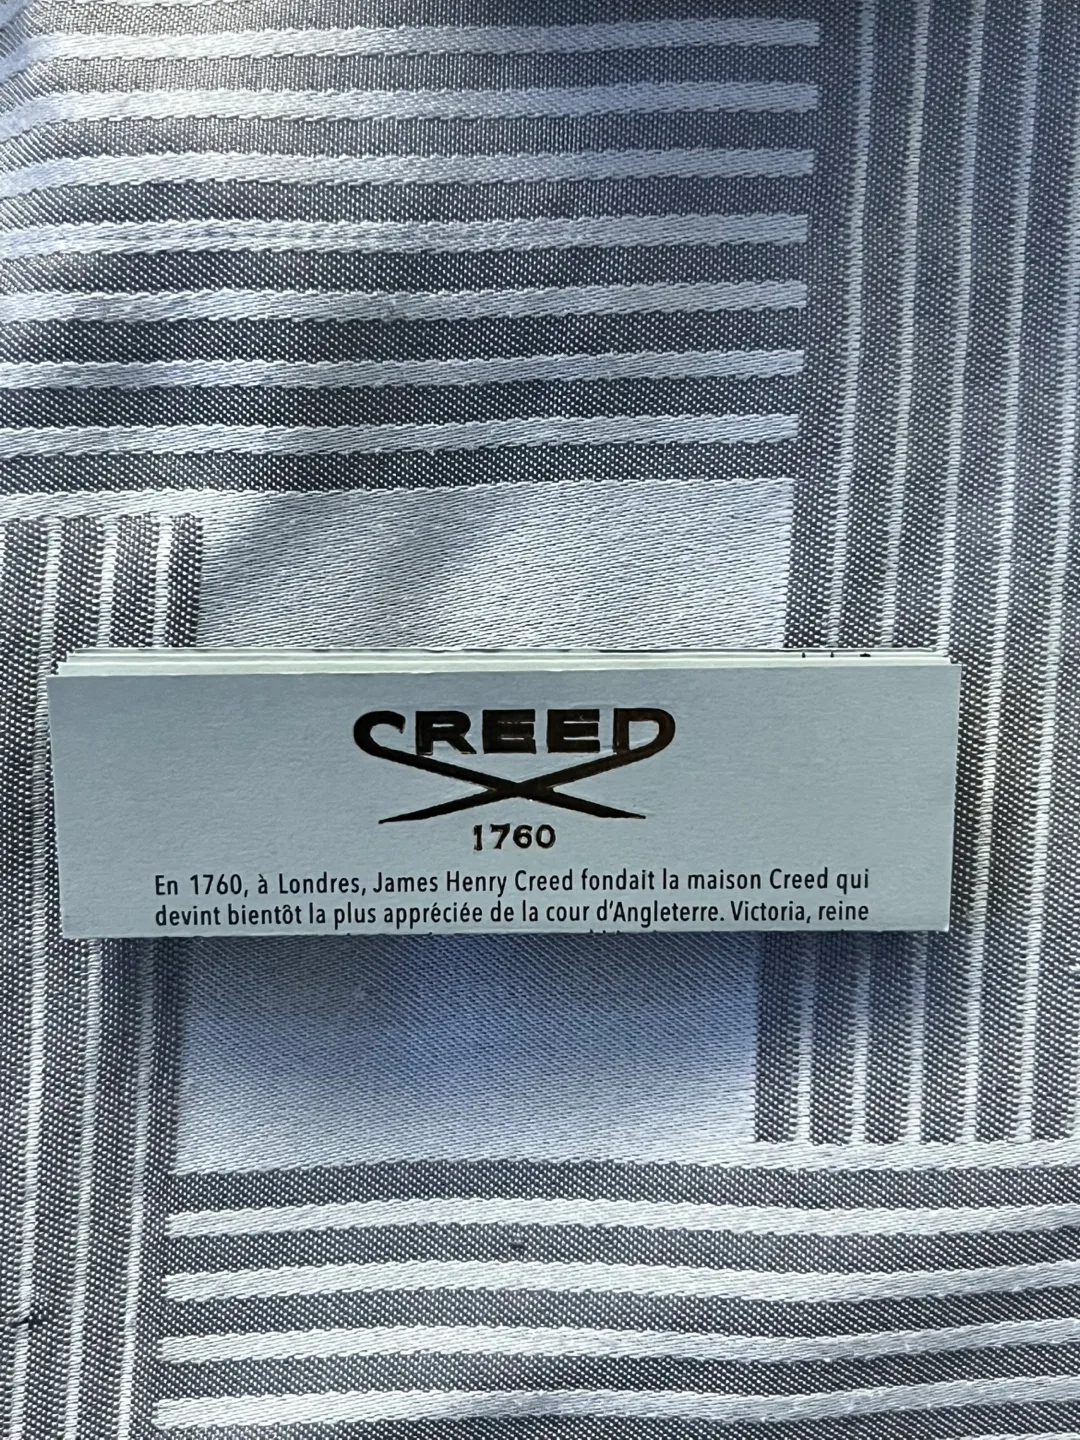 CREED
1760
En 1760, à Londres, James Henry Creed fondait la maison Creed qui
devint bientôt la plus appréciée de la cour d'Angleterre. Victoria, reine